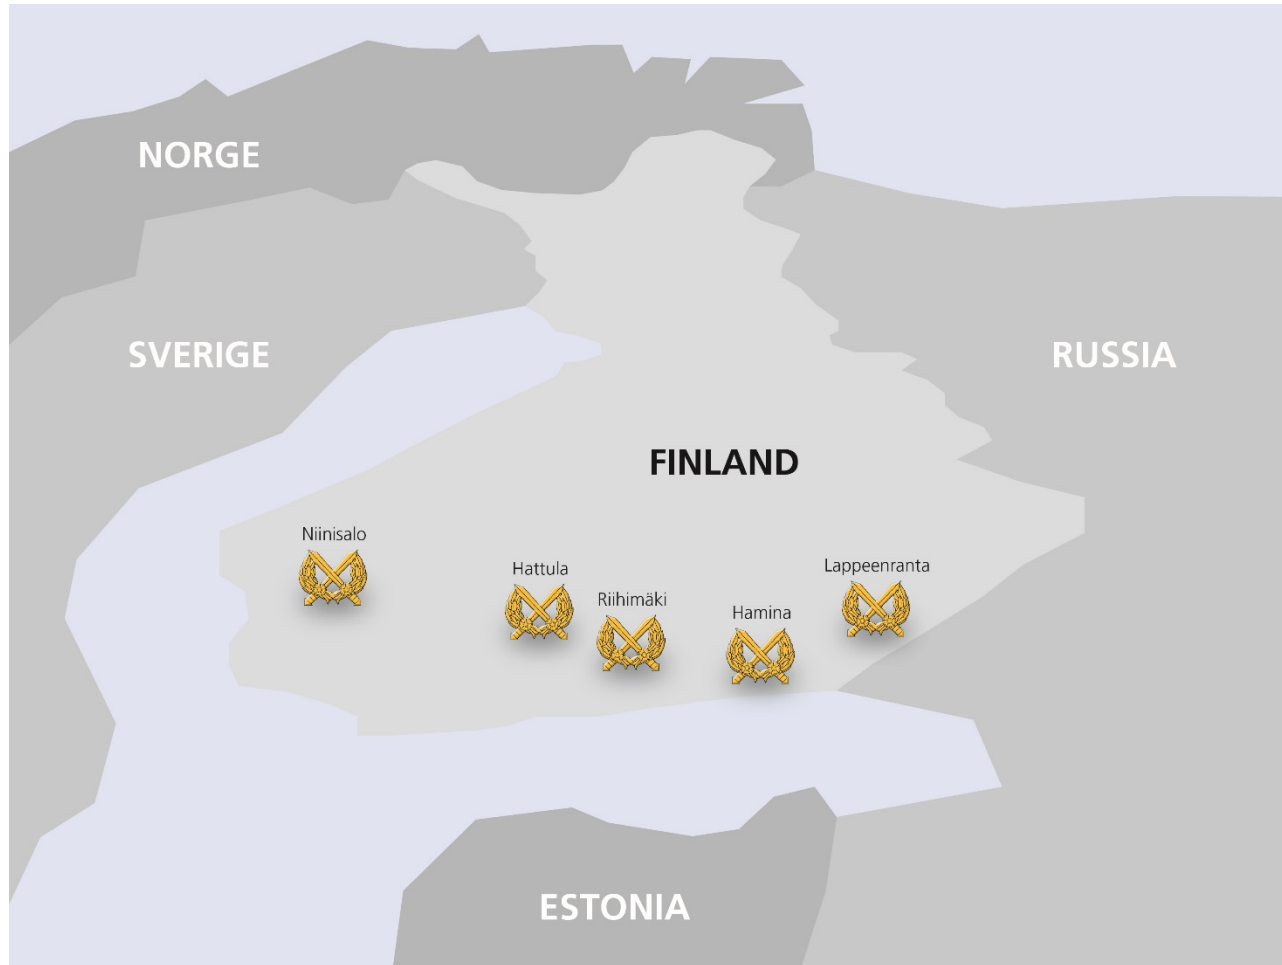 NORGE
SVERIGE
RUSSIA
FINLAND
Niinisalo
Hattula
Riihimäki
Hamina
Lappeenranta
ESTONIA